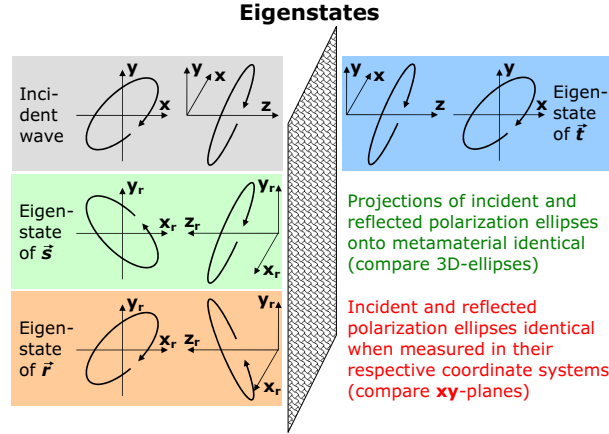 Eigenstates
Inci-
dent
wave
y
x
y
x
z
y
x
z
y
x
Eigen-
state
of t⃗
Eigen-
state
of s⃗
yᵣ
xᵣ
zᵣ
yᵣ
xᵣ
Projections of incident and
reflected polarization ellipses
onto metamaterial identical
(compare 3D-ellipses)
Eigen-
state
of r⃗
yᵣ
xᵣ
zᵣ
yᵣ
xᵣ
Incident and reflected
polarization ellipses identical
when measured in their
respective coordinate systems
(compare xy-planes)